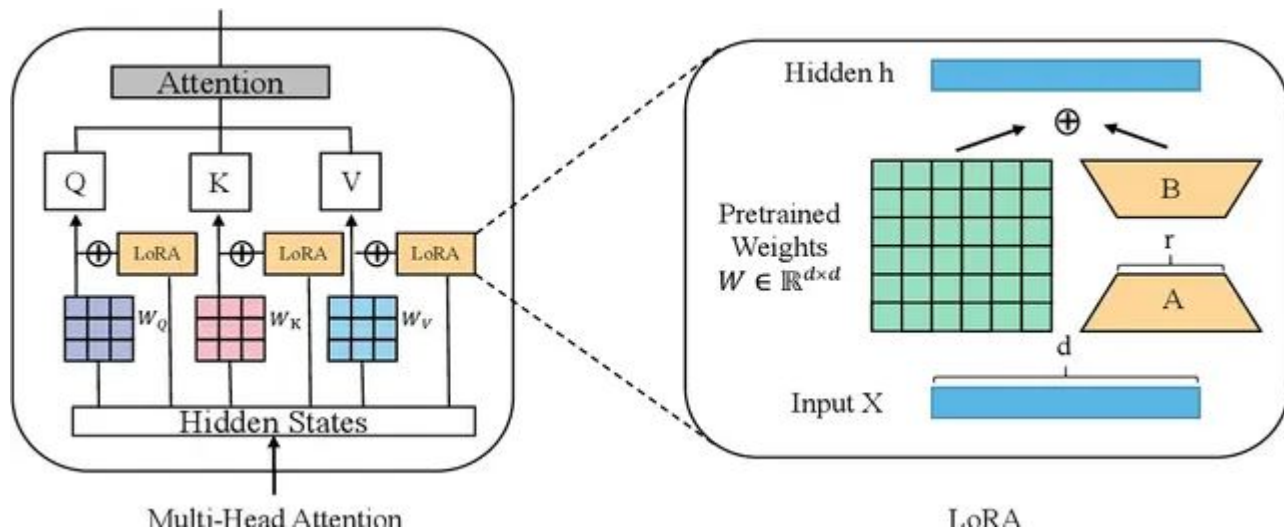 Attention
Q K V
LoRA LoRA LoRA
W_Q W_K W_V
Hidden States
Multi-Head Attention
Hidden h
B
Pretrained
Weights
W ∈ ℝ^{d×d}
r
A
d
Input X
LoRA